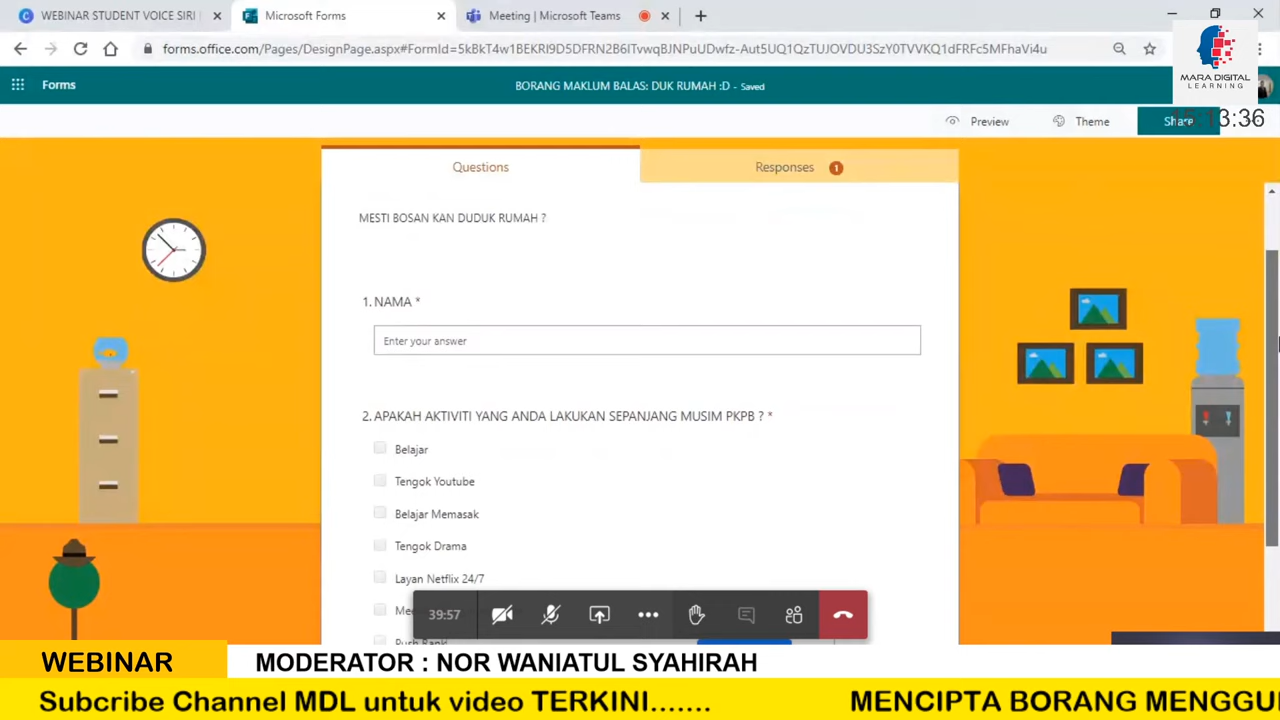 WEBINAR STUDENT VOICE SIRI
Microsoft Forms
Meeting | Microsoft Teams
forms.office.com/Pages/DesignPage.aspx#FormId=5kBkT4w1BEKRI9D5DFRN2B6ITvwqBJNPuUDwfz-Aut5UQ1QzTUJOVDU3SzY0TVVKQ1dFRFc5MFhaVi4u
MARA DIGITAL
LEARNING
Forms
BORANG MAKLUM BALAS: DUK RUMAH :D - Saved
Preview
Theme
Share
13:36
Questions
Responses 1
MESTI BOSAN KAN DUDUK RUMAH ?
1. NAMA *
Enter your answer
2. APAKAH AKTIVITI YANG ANDA LAKUKAN SEPANJANG MUSIM PKPB ? *
Belajar
Tengok Youtube
Belajar Memasak
Tengok Drama
Layan Netflix 24/7
39:57
WEBINAR
MODERATOR : NOR WANIATUL SYAHIRAH
Subcribe Channel MDL untuk video TERKINI.......
MENCIPTA BORANG MENGGU